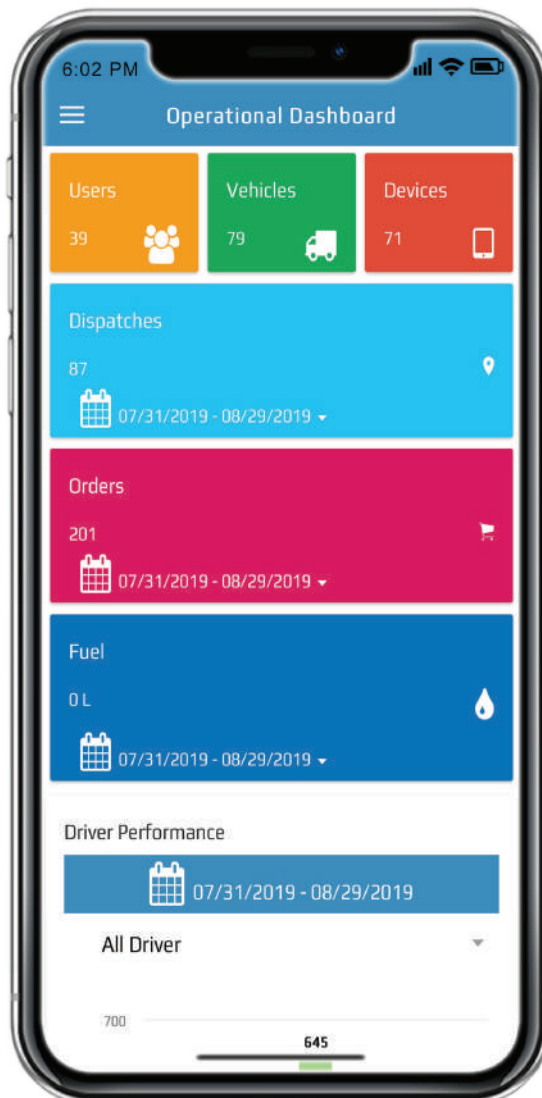 6:02 PM
Operational Dashboard
Users
39
Vehicles
79
Devices
71
Dispatches
87
07/31/2019 - 08/29/2019
Orders
201
07/31/2019 - 08/29/2019
Fuel
0 L
07/31/2019 - 08/29/2019
Driver Performance
07/31/2019 - 08/29/2019
All Driver
700
645